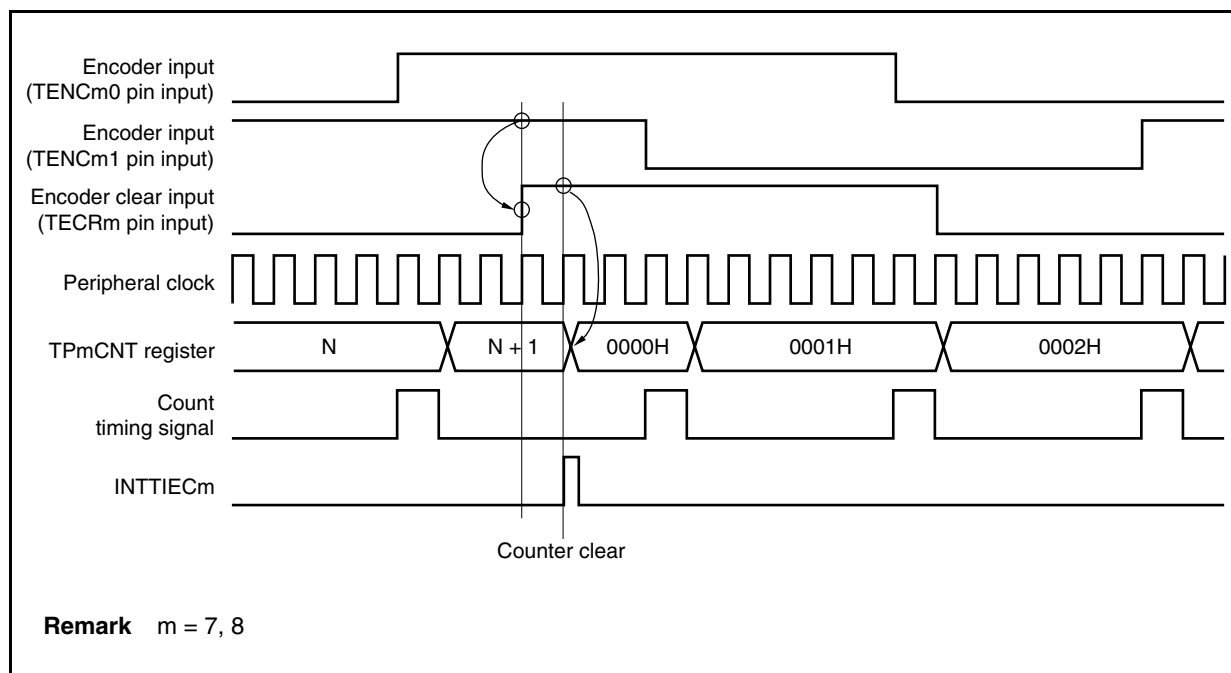 Encoder input
(TENCm0 pin input)
Encoder input
(TENCm1 pin input)
Encoder clear input
(TECRm pin input)
Peripheral clock
TPmCNT register
N
N + 1
0000H
0001H
0002H
Count
timing signal
INTTIECm
Counter clear
Remark m = 7, 8